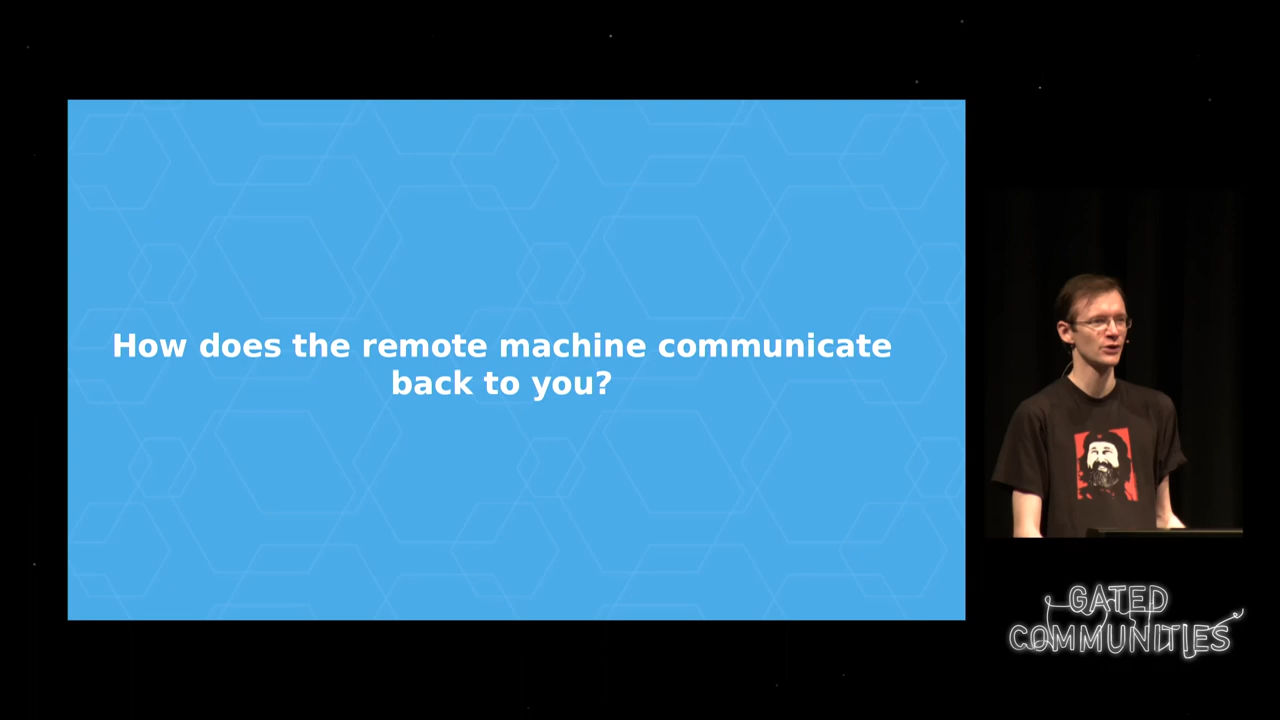 How does the remote machine communicate
back to you?
GATED
COMMUNITIES